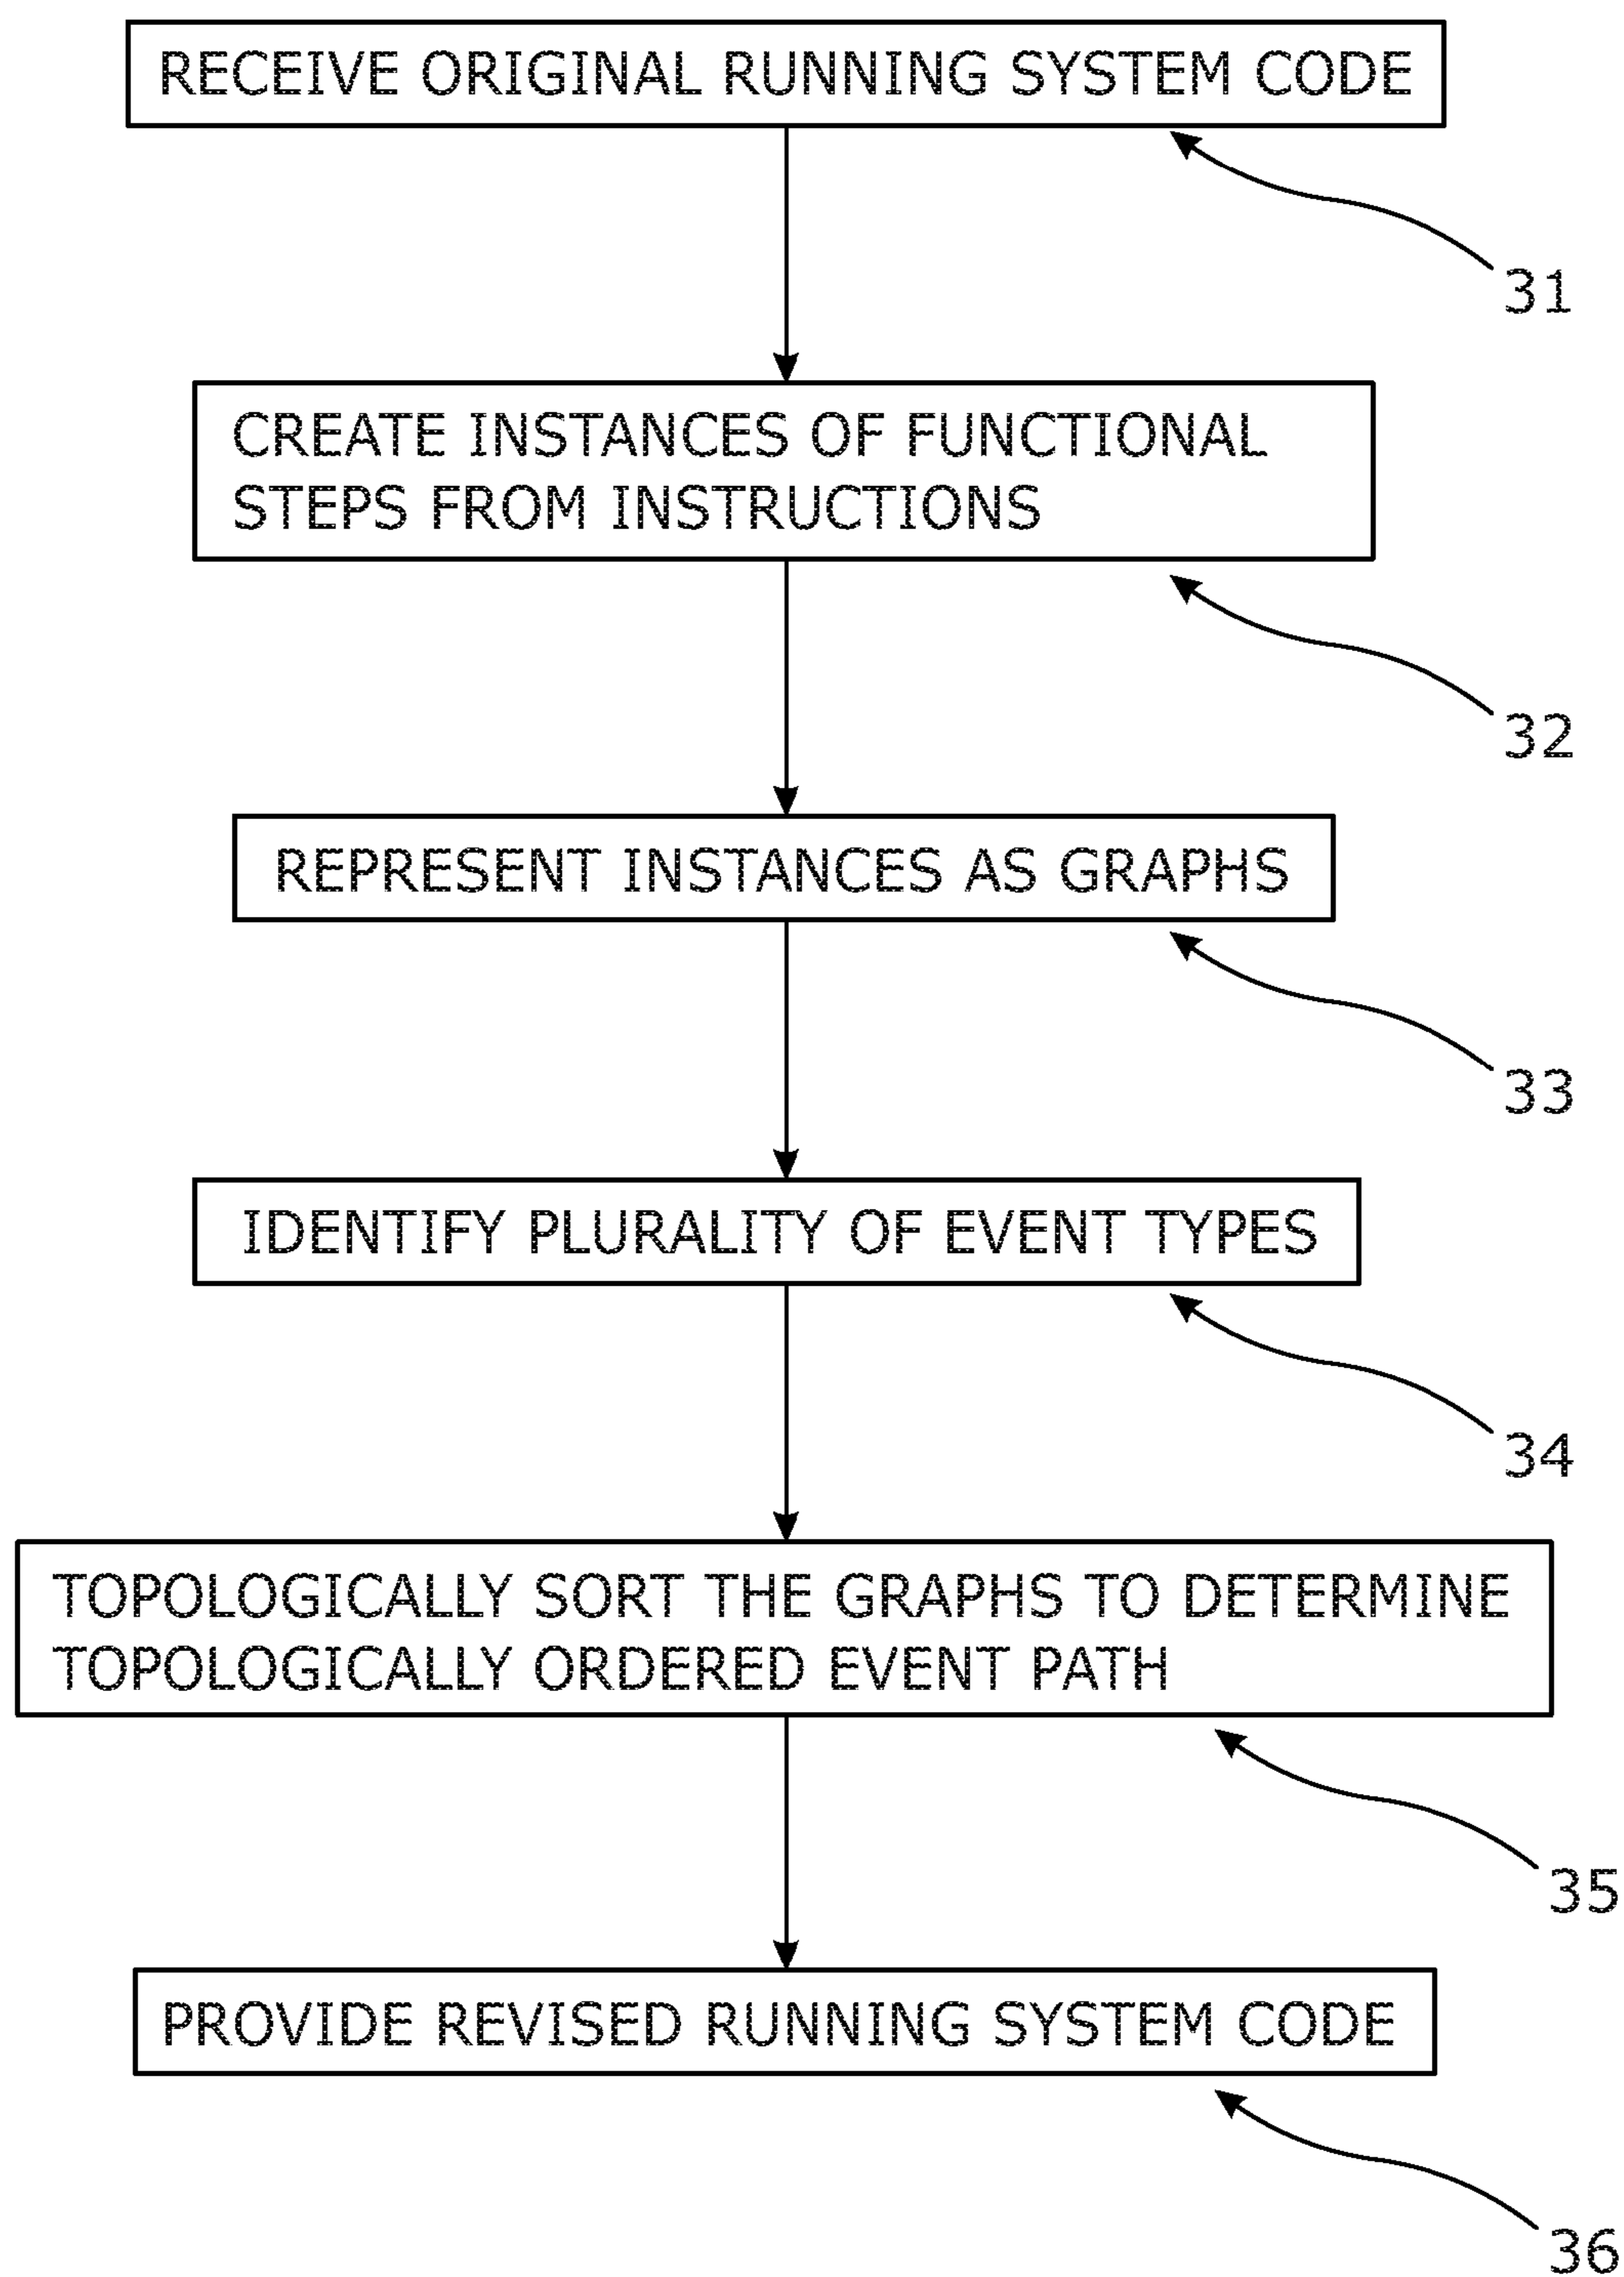 RECEIVE ORIGINAL RUNNING SYSTEM CODE
31
CREATE INSTANCES OF FUNCTIONAL
STEPS FROM INSTRUCTIONS
32
REPRESENT INSTANCES AS GRAPHS
33
IDENTIFY PLURALITY OF EVENT TYPES
34
TOPOLOGICALLY SORT THE GRAPHS TO DETERMINE
TOPOLOGICALLY ORDERED EVENT PATH
35
PROVIDE REVISED RUNNING SYSTEM CODE
36